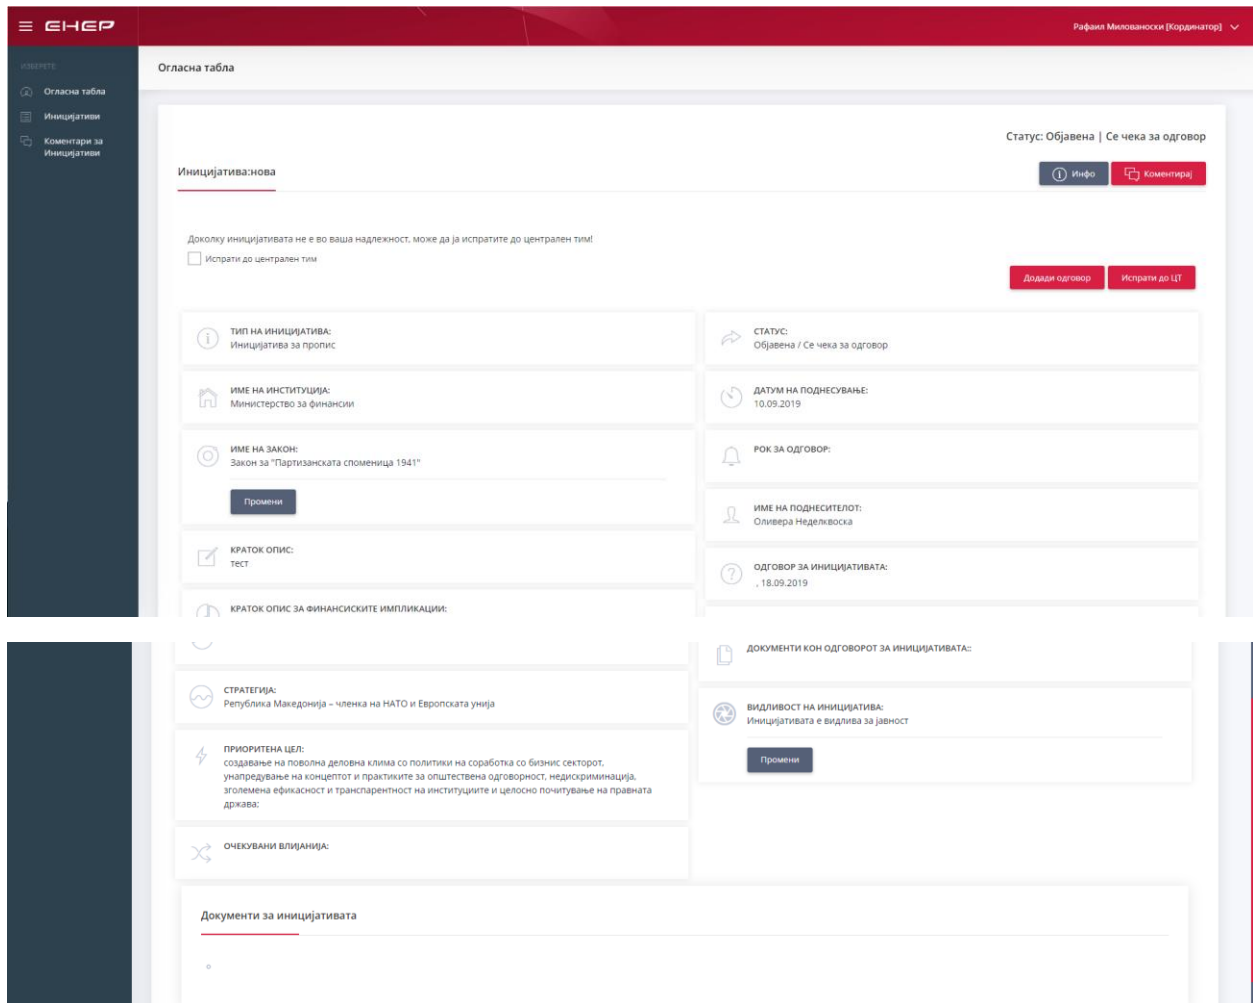 ЕНЕР
Рафаил Миловановски [Кординатор]
ИЗБЕРЕТЕ
Огласна табла
Иницијативи
Коментари за
Иницијативи
Огласна табла
Статус: Објавена | Се чека за одговор
Иницијатива:нова
Инфо
Коментирај
Доколку иницијативата не е во ваша надлежност, може да ја испратите до централен тим!
Испрати до централен тим
Додади одговор
Испрати до ЦТ
ТИП НА ИНИЦИЈАТИВА:
Иницијатива за пропис
ИМЕ НА ИНСТИТУЦИЈА:
Министерство за финансии
ИМЕ НА ЗАКОН:
Закон за "Партизанската споменица 1941"
Промени
КРАТОК ОПИС:
тест
КРАТОК ОПИС ЗА ФИНАНСИСКИТЕ ИМПЛИКАЦИИ:
СТАТУС:
Објавена / Се чека за одговор
ДАТУМ НА ПОДНЕСУВАЊЕ:
10.09.2019
РОК ЗА ОДГОВОР:
ИМЕ НА ПОДНЕСИТЕЛОТ:
Оливера Неделквоска
ОДГОВОР ЗА ИНИЦИЈАТИВАТА:
, 18.09.2019
СТРАТЕГИЈА:
Република Македонија – членка на НАТО и Европската унија
ПРИОРИТЕНА ЦЕЛ:
создавање на поволна деловна клима со политики на соработка со бизнис секторот,
унапредување на концептот и практиките за општествена одговорност, недискриминација,
зголемена ефикасност и транспарентност на институциите и целосно почитување на правната
држава:
ОЧЕКУВАНИ ВЛИЈАНИЈА:
ДОКУМЕНТИ КОН ОДГОВОРОТ ЗА ИНИЦИЈАТИВАТА::
ВИДЛИВОСТ НА ИНИЦИЈАТИВА:
Иницијативата е видлива за јавност
Промени
Документи за иницијативата